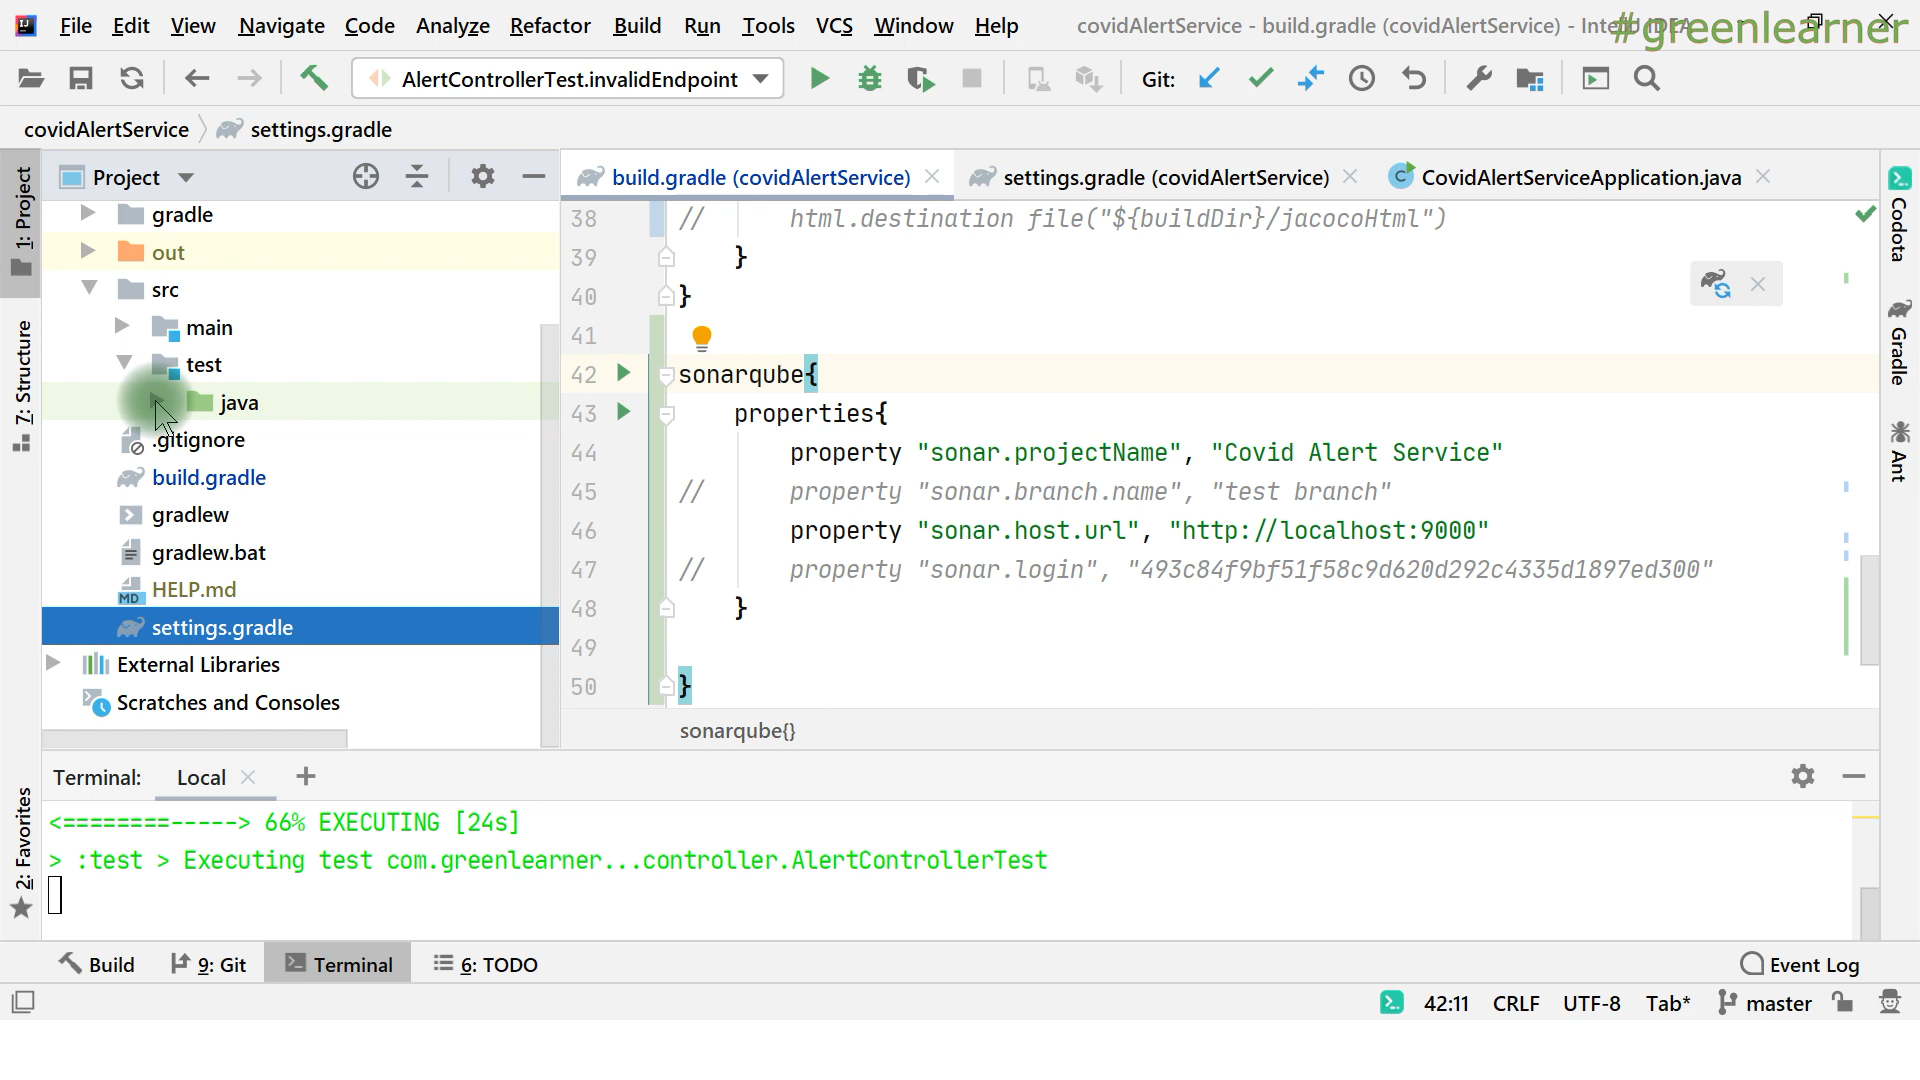 File Edit View Navigate Code Analyze Refactor Build Run Tools VCS Window Help covidAlertService - build.gradle (covidAlertService) -
#greenlearner
AlertControllerTest.invalidEndpoint Git:
covidAlertService settings.gradle
Project
build.gradle (covidAlertService) settings.gradle (covidAlertService) CovidAlertServiceApplication.java
1: Project
7: Structure
2: Favorites
gradle
out
src
main
test
java
.gitignore
build.gradle
gradlew
gradlew.bat
MD HELP.md
settings.gradle
External Libraries
Scratches and Consoles
38 // html.destination file("${buildDir}/jacocoHtml")
39 }
40 }
41
42 sonarqube{
43 properties{
44 property "sonar.projectName", "Covid Alert Service"
45 // property "sonar.branch.name", "test branch"
46 property "sonar.host.url", "http://localhost:9000"
47 // property "sonar.login", "493c84f9bf51f58c9d620d292c4335d1897ed300"
48 }
49
50 }
sonarqube{}
Codota
Gradle
Ant
Terminal: Local
<========-----> 66% EXECUTING [24s]
> :test > Executing test com.greenlearner...controller.AlertControllerTest
Build 9: Git Terminal 6: TODO Event Log
42:11 CRLF UTF-8 Tab* master